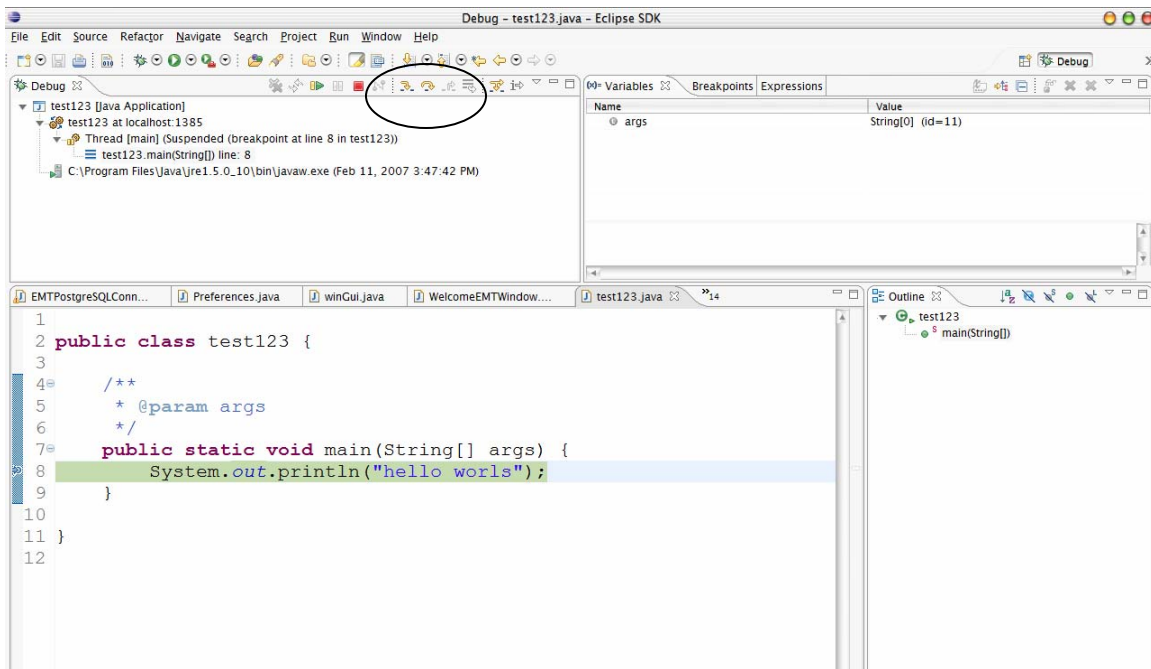 Debug - test123.java - Eclipse SDK
File Edit Source Refactor Navigate Search Project Run Window Help
Debug
Debug
test123 [Java Application]
test123 at localhost:1385
Thread [main] (Suspended (breakpoint at line 8 in test123))
test123.main(String[]) line: 8
C:\Program Files\Java\jre1.5.0_10\bin\javaw.exe (Feb 11, 2007 3:47:42 PM)
(x)= Variables Breakpoints Expressions
Name Value
args String[0] (id=11)
EMTPostgreSQLConn... Preferences.java winGui.java WelcomeEMTWindow.... test123.java »14
1
2 public class test123 {
3
4 /**
5 * @param args
6 */
7 public static void main(String[] args) {
8 System.out.println("hello worls");
9 }
10
11 }
12
Outline
test123
main(String[])